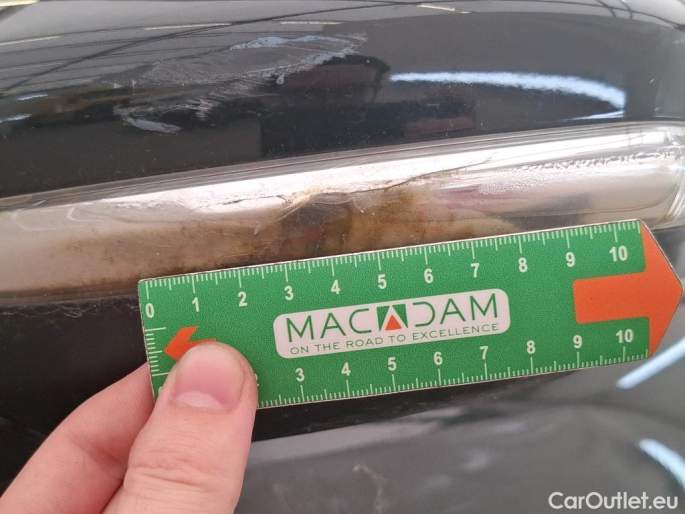 0 1 2 3 4 5 6 7 8 9 10
MACADAM
ON THE ROAD TO EXCELLENCE
3 4 5 6 7 8 9 10
CarOutlet.eu